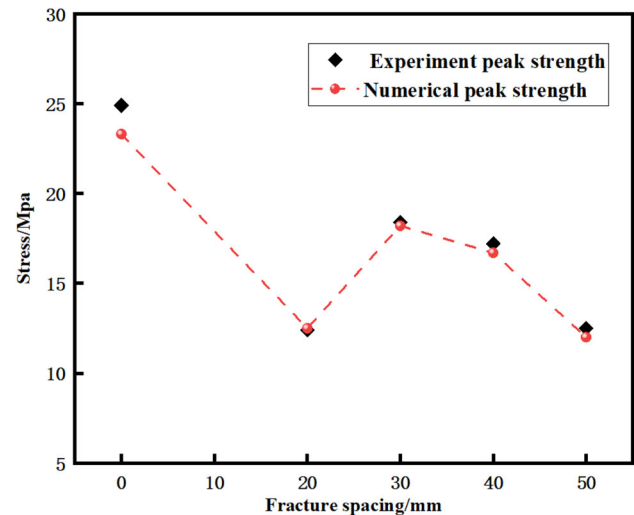 30
25
20
15
10
5
Stress/Mpa
Experiment peak strength
Numerical peak strength
0 10 20 30 40 50
Fracture spacing/mm